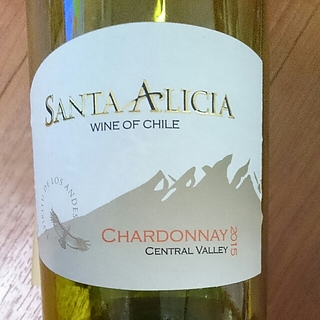 SANTA ALICIA
WINE OF CHILE
DE LOS ANDES
CHARDONNAY 2015
CENTRAL VALLEY